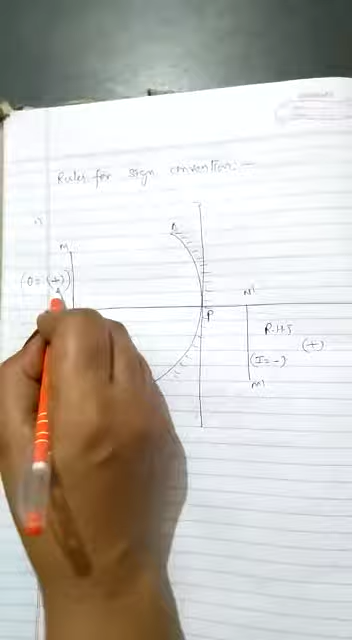 Rules for sign convention:-
M
A
(O = (+))
N'
P
R.H.S
(+)
(I = -)
M'